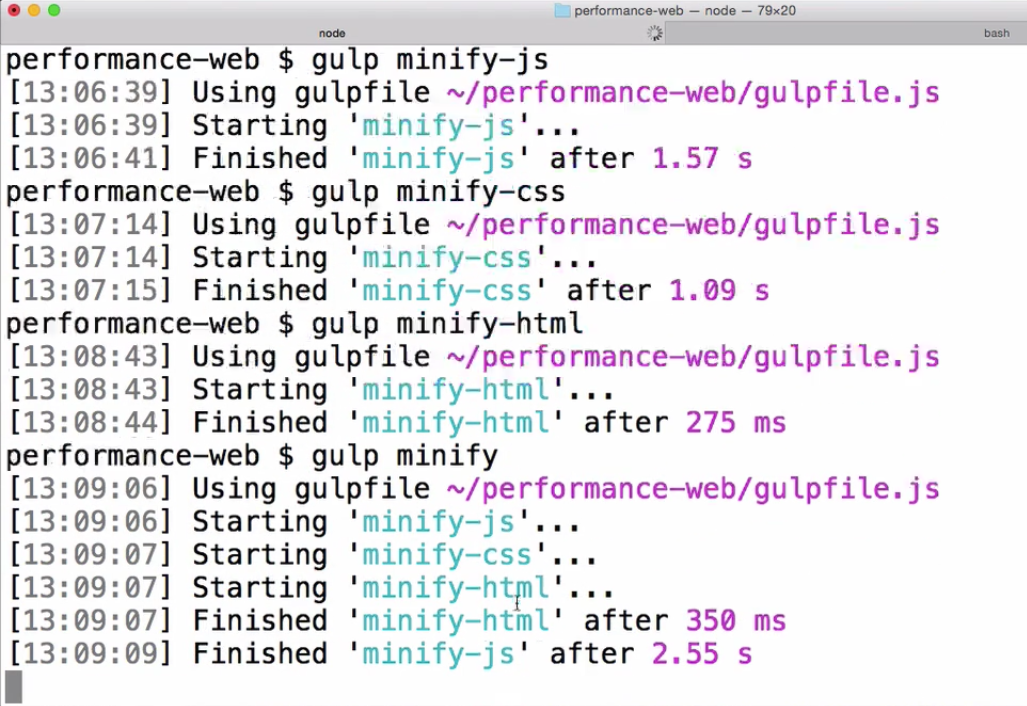 performance-web — node — 79×20
node
bash
performance-web $ gulp minify-js
[13:06:39] Using gulpfile ~/performance-web/gulpfile.js
[13:06:39] Starting 'minify-js'...
[13:06:41] Finished 'minify-js' after 1.57 s
performance-web $ gulp minify-css
[13:07:14] Using gulpfile ~/performance-web/gulpfile.js
[13:07:14] Starting 'minify-css'...
[13:07:15] Finished 'minify-css' after 1.09 s
performance-web $ gulp minify-html
[13:08:43] Using gulpfile ~/performance-web/gulpfile.js
[13:08:43] Starting 'minify-html'...
[13:08:44] Finished 'minify-html' after 275 ms
performance-web $ gulp minify
[13:09:06] Using gulpfile ~/performance-web/gulpfile.js
[13:09:06] Starting 'minify-js'...
[13:09:07] Starting 'minify-css'...
[13:09:07] Starting 'minify-html'...
[13:09:07] Finished 'minify-html' after 350 ms
[13:09:09] Finished 'minify-js' after 2.55 s